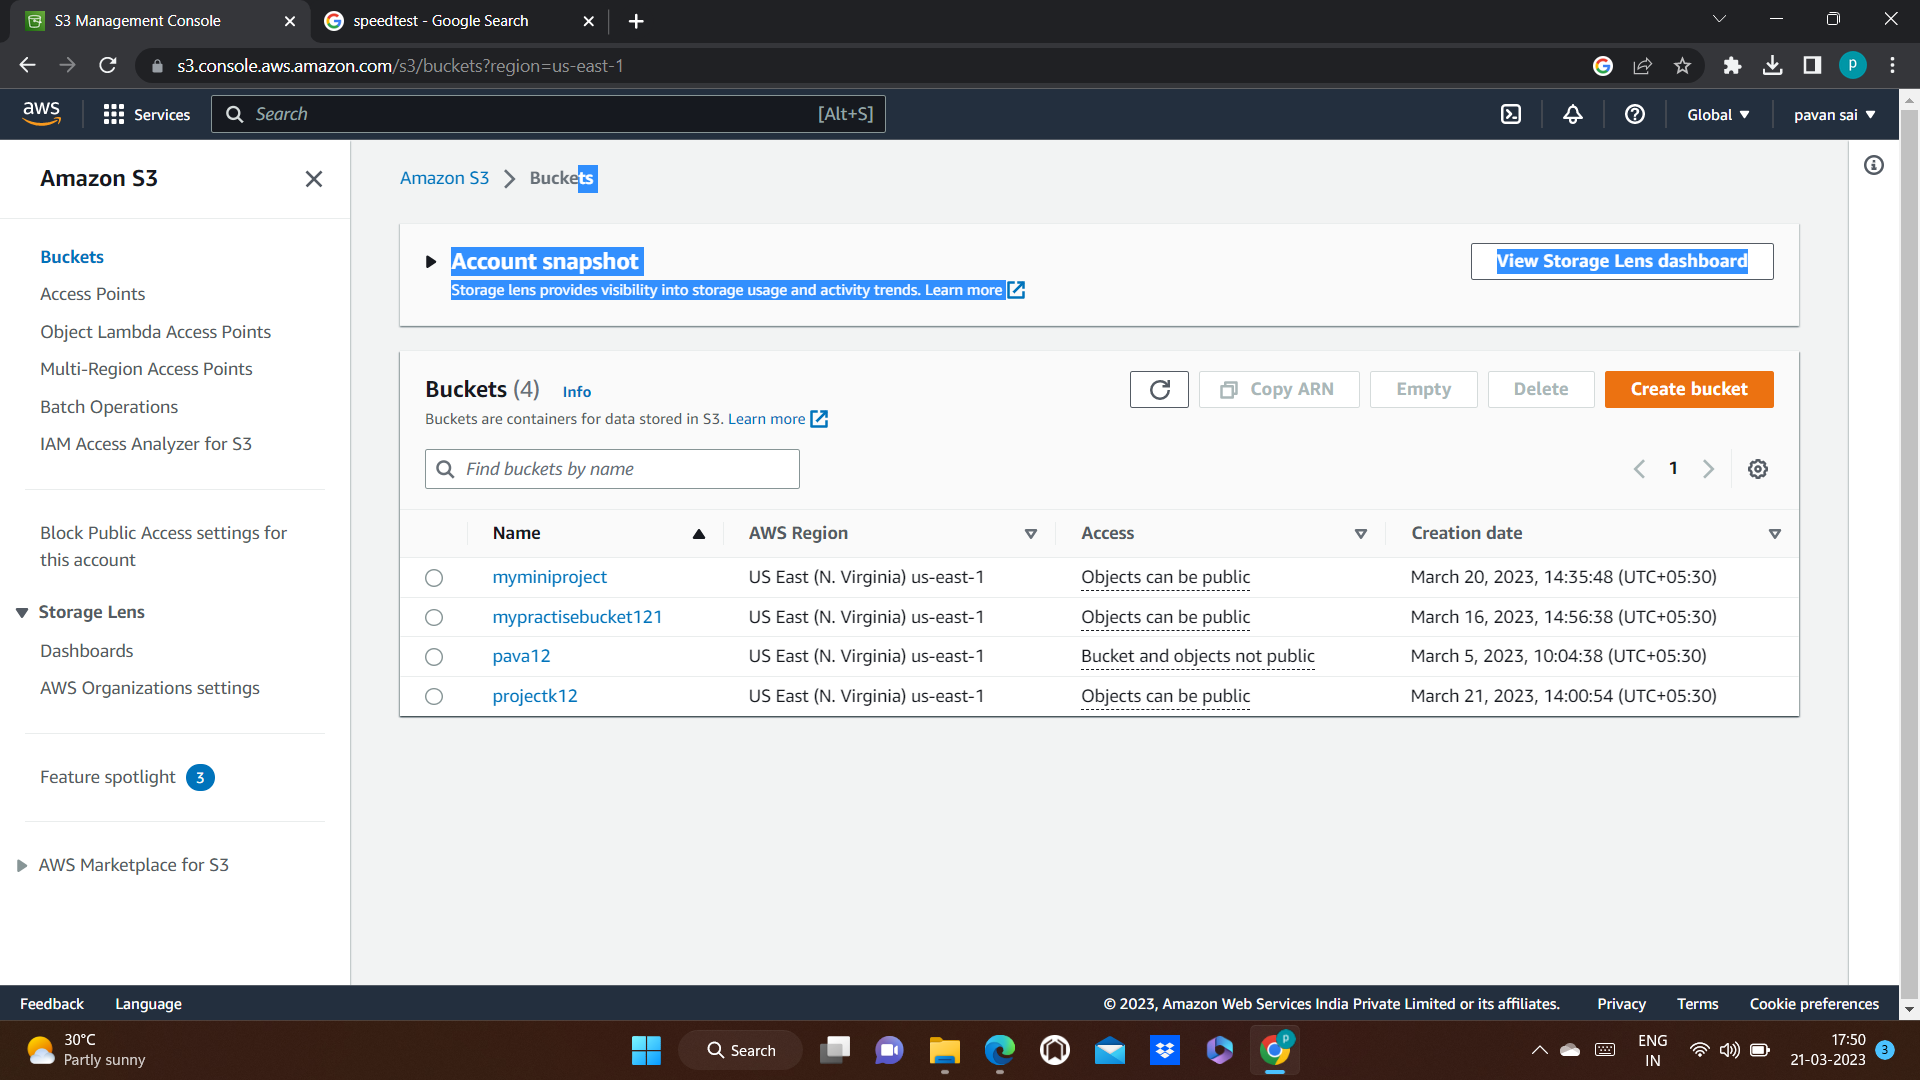 S3 Management Console
speedtest - Google Search
s3.console.aws.amazon.com/s3/buckets?region=us-east-1
P
aws
Services
Search
[Alt+S]
Global
pavan sai
Amazon S3
Buckets
Access Points
Object Lambda Access Points
Multi-Region Access Points
Batch Operations
IAM Access Analyzer for S3
Block Public Access settings for
this account
Storage Lens
Dashboards
AWS Organizations settings
Feature spotlight 3
AWS Marketplace for S3
Amazon S3 Buckets
Account snapshot
Storage lens provides visibility into storage usage and activity trends. Learn more
View Storage Lens dashboard
Buckets (4) Info
Buckets are containers for data stored in S3. Learn more
Copy ARN
Empty
Delete
Create bucket
Find buckets by name
1
Name AWS Region Access Creation date
myminiproject US East (N. Virginia) us-east-1 Objects can be public March 20, 2023, 14:35:48 (UTC+05:30)
mypractisebucket121 US East (N. Virginia) us-east-1 Objects can be public March 16, 2023, 14:56:38 (UTC+05:30)
pava12 US East (N. Virginia) us-east-1 Bucket and objects not public March 5, 2023, 10:04:38 (UTC+05:30)
projectk12 US East (N. Virginia) us-east-1 Objects can be public March 21, 2023, 14:00:54 (UTC+05:30)
Feedback Language
© 2023, Amazon Web Services India Private Limited or its affiliates. Privacy Terms Cookie preferences
30°C
Partly sunny
Search
P
ENG
IN
17:50
21-03-2023
3